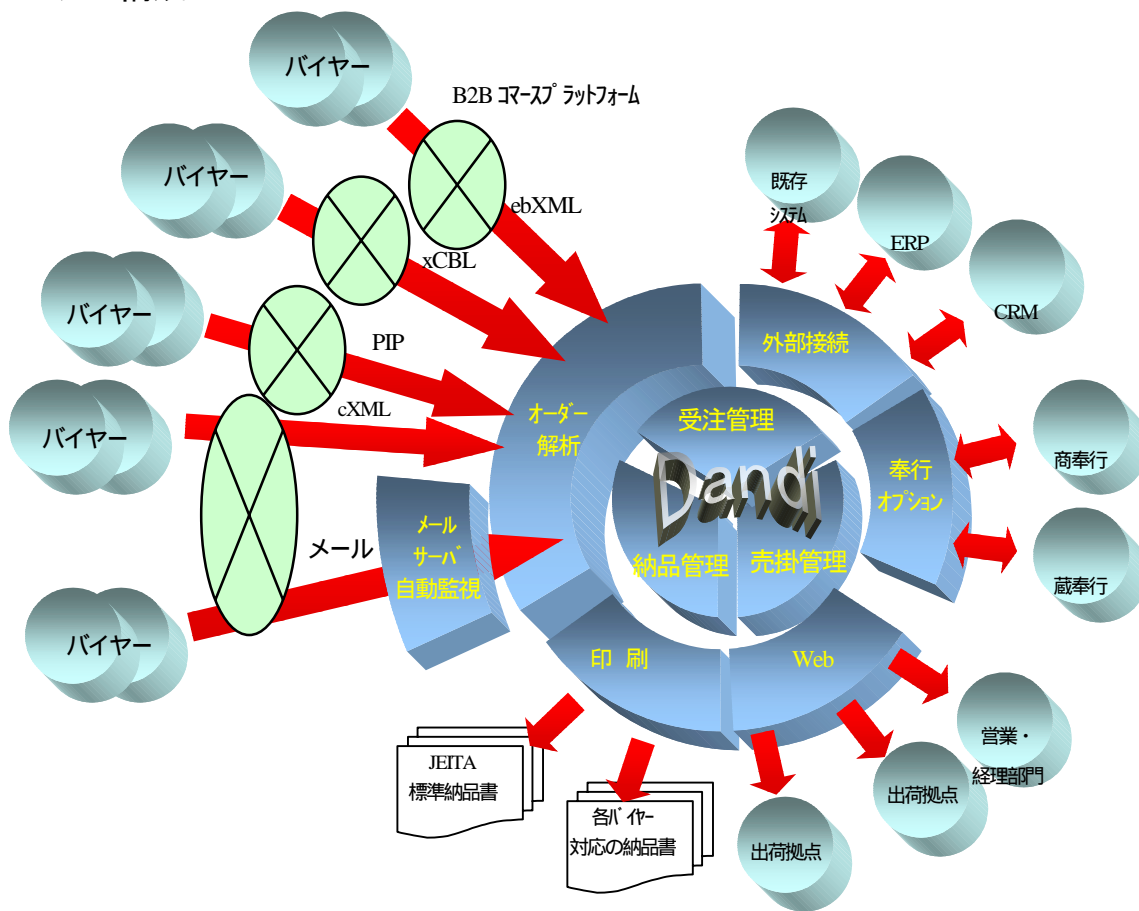 バイヤー
B2B コマースプラットフォーム
バイヤー
ebXML
xCBL
バイヤー
PIP
cXML
バイヤー
メール
バイヤー
メール
サーバ
自動監視
オーダー
解析
外部接続
受注管理
Dandi
納品管理
売掛管理
奉行
オプション
印 刷
Web
既存
システム
ERP
CRM
商奉行
蔵奉行
営業・
経理部門
出荷拠点
出荷拠点
JEITA
標準納品書
各バイヤー
対応の納品書